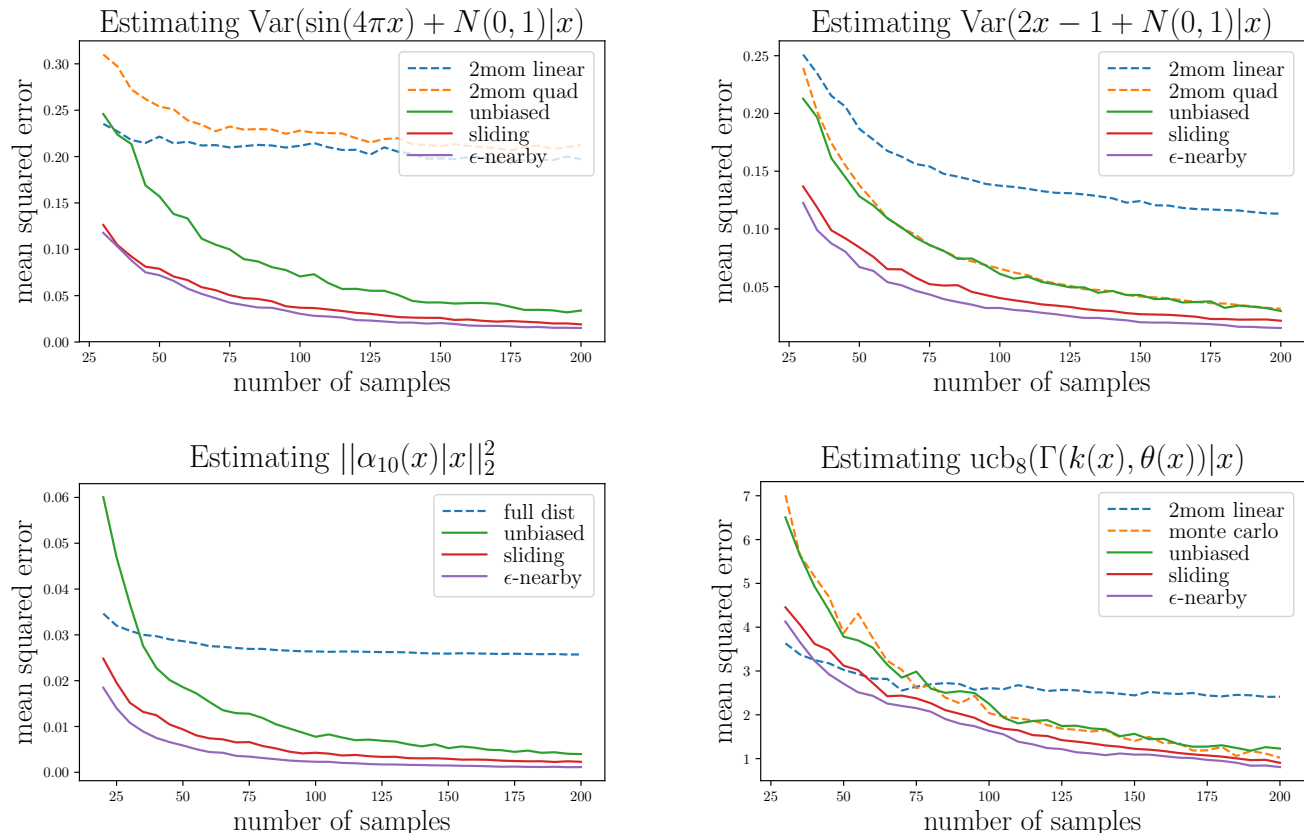 Estimating Var(sin(4πx) + N(0, 1)|x)
mean squared error
0.30
0.25
0.20
0.15
0.10
0.05
0.00
2mom linear
2mom quad
unbiased
sliding
ϵ-nearby
25 50 75 100 125 150 175 200
number of samples
Estimating Var(2x − 1 + N(0, 1)|x)
mean squared error
0.25
0.20
0.15
0.10
0.05
2mom linear
2mom quad
unbiased
sliding
ϵ-nearby
25 50 75 100 125 150 175 200
number of samples
Estimating ||α₁₀(x)|x||₂²
mean squared error
0.06
0.05
0.04
0.03
0.02
0.01
0.00
full dist
unbiased
sliding
ϵ-nearby
25 50 75 100 125 150 175 200
number of samples
Estimating ucb₈(Γ(k(x), θ(x))|x)
mean squared error
7
6
5
4
3
2
1
2mom linear
monte carlo
unbiased
sliding
ϵ-nearby
25 50 75 100 125 150 175 200
number of samples